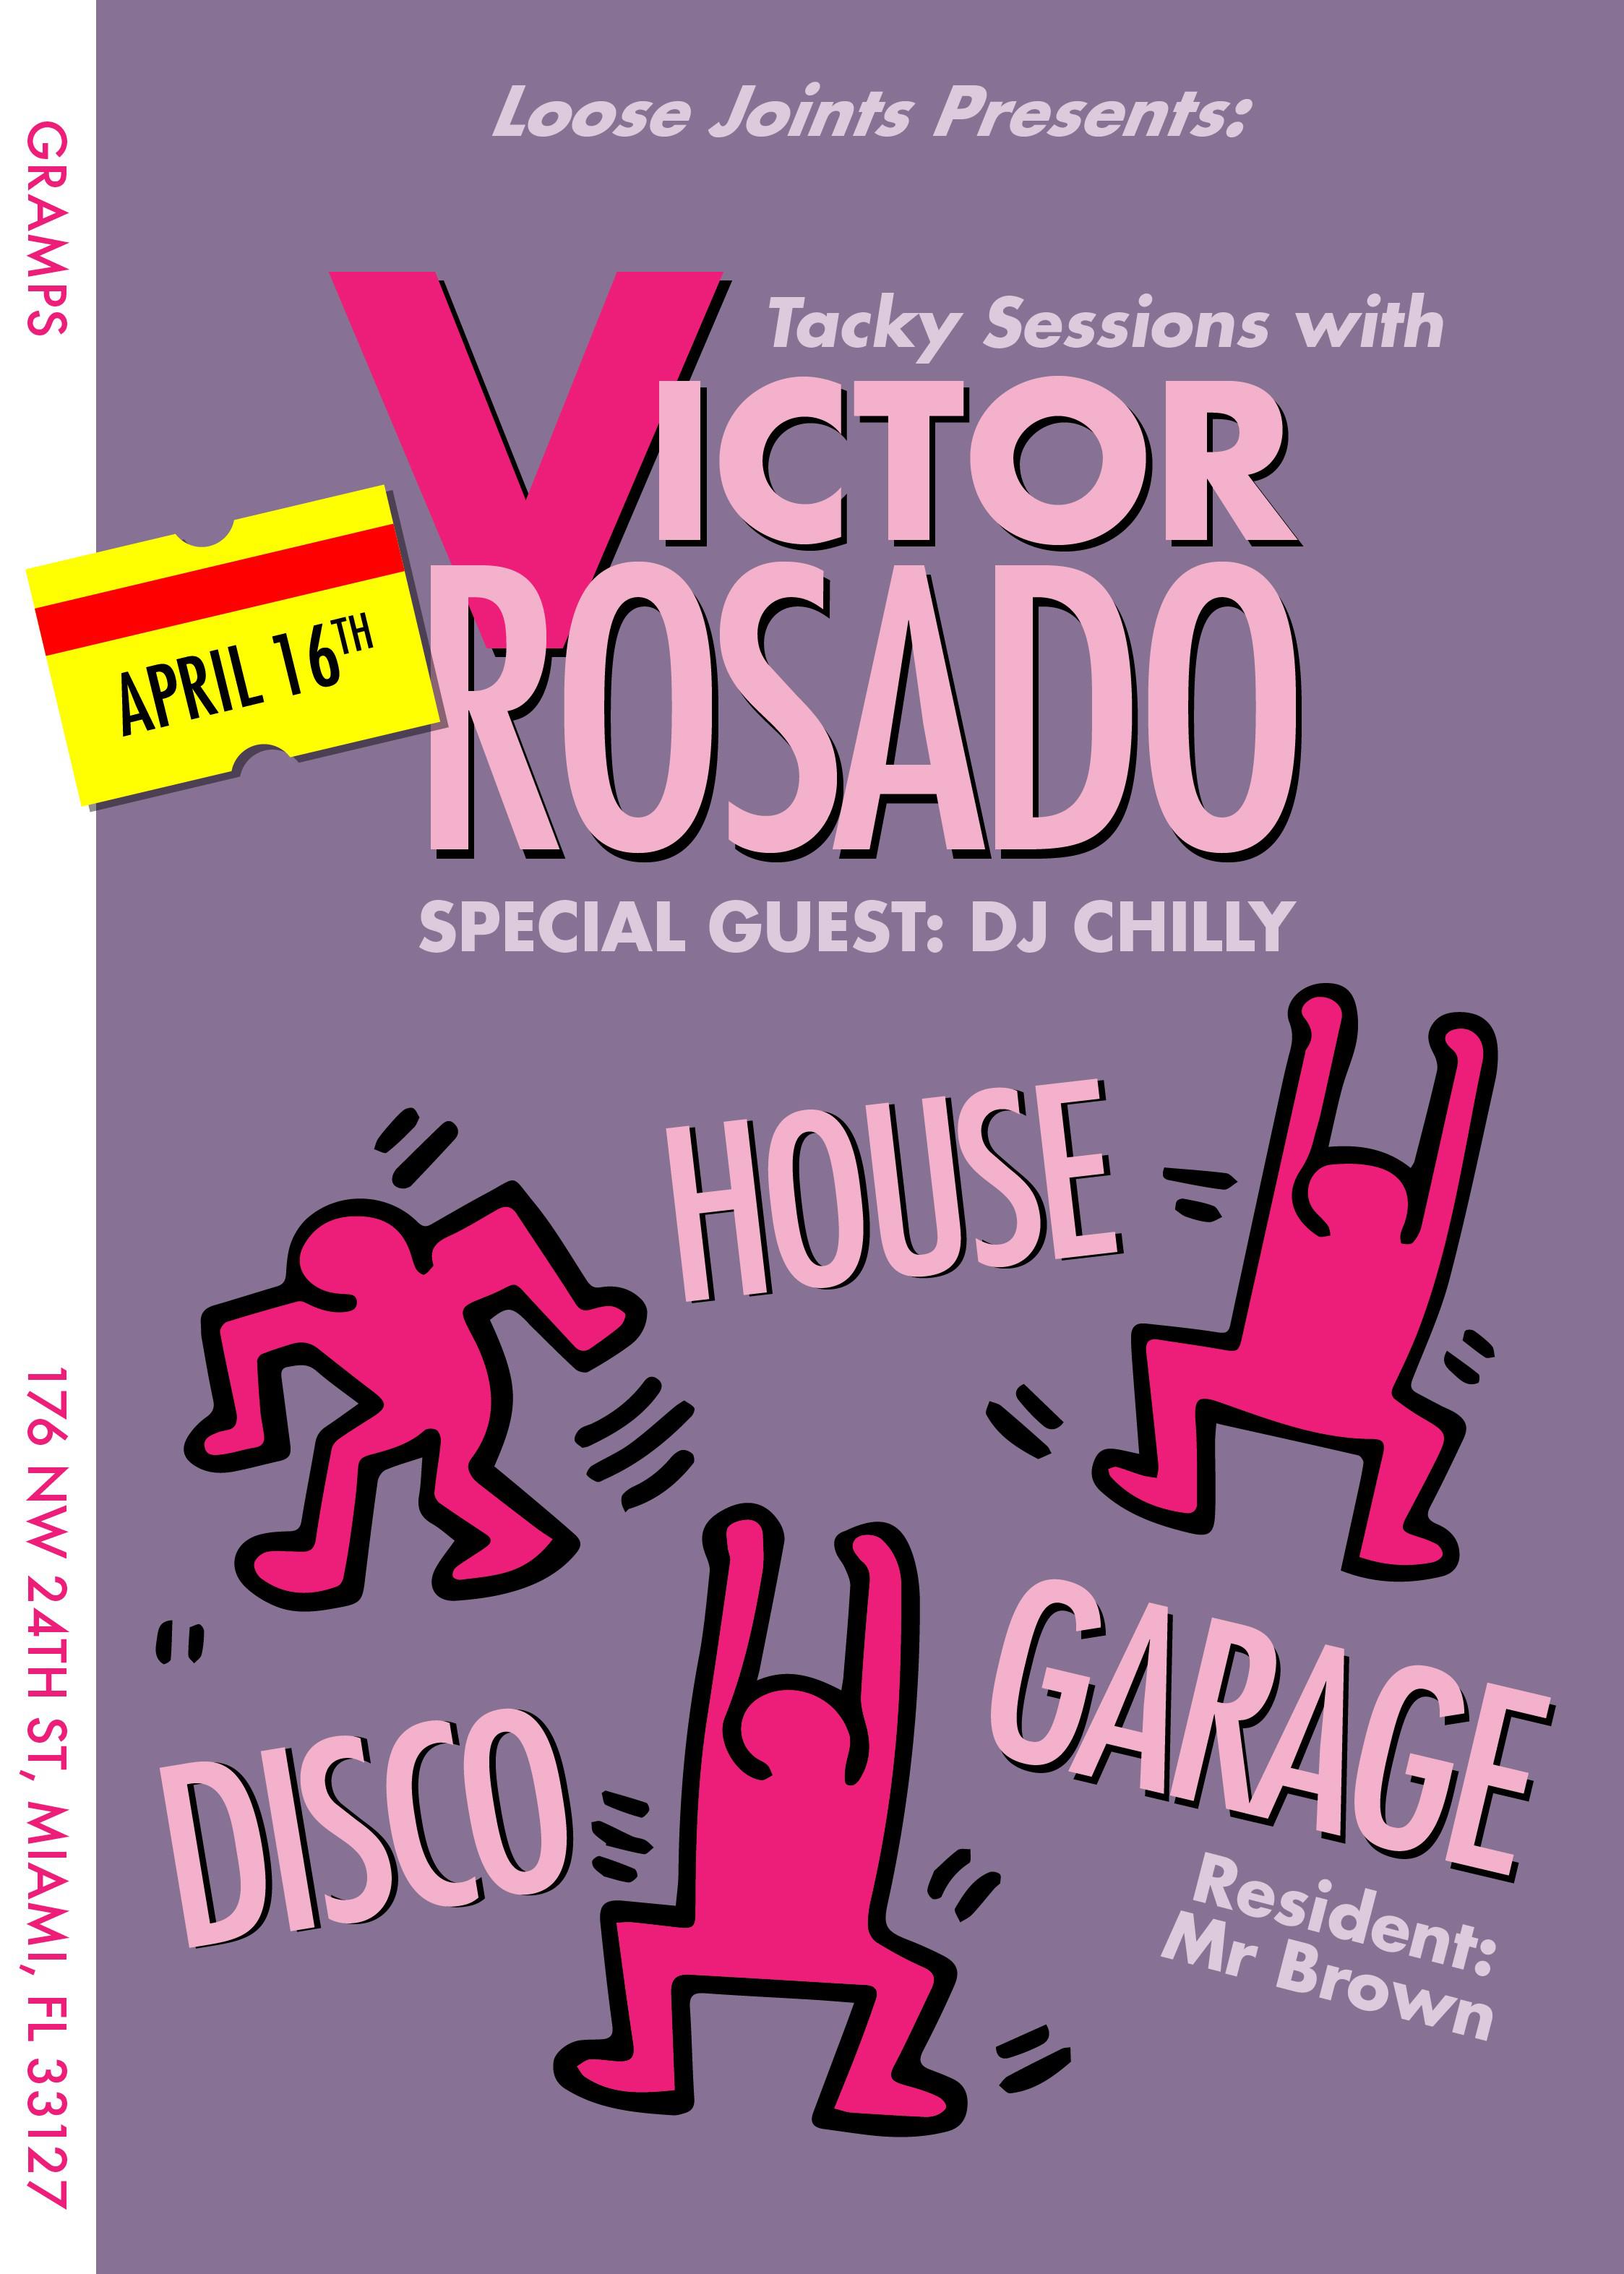 Loose Joints Presents:
Tacky Sessions with
VICTOR
ROSADO
APRIL 16TH
SPECIAL GUEST: DJ CHILLY
HOUSE
GARAGE
DISCO
Resident:
Mr Brown
GRAMPS
176 NW 24TH ST, MIAMI, FL 33127